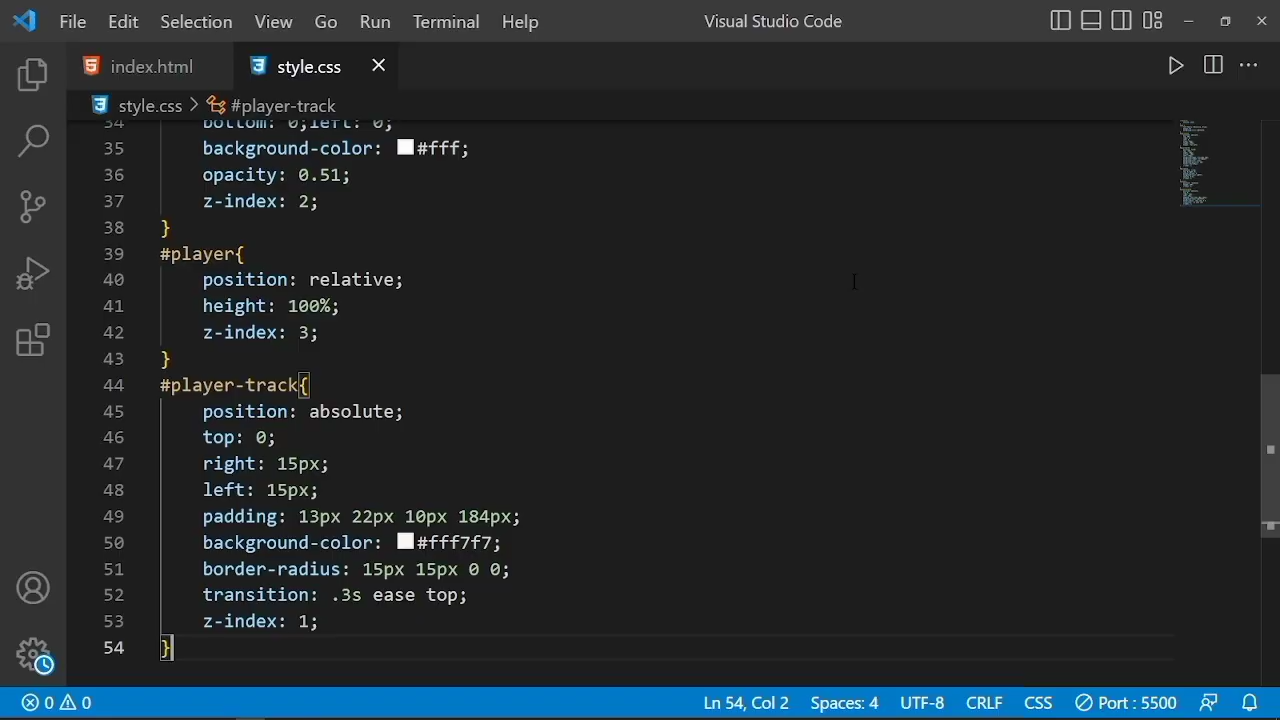 File Edit Selection View Go Run Terminal Help Visual Studio Code
index.html style.css
style.css > #player-track
34 bottom: 0;left: 0;
35 background-color: #fff;
36 opacity: 0.51;
37 z-index: 2;
38 }
39 #player{
40 position: relative;
41 height: 100%;
42 z-index: 3;
43 }
44 #player-track{
45 position: absolute;
46 top: 0;
47 right: 15px;
48 left: 15px;
49 padding: 13px 22px 10px 184px;
50 background-color: #fff7f7;
51 border-radius: 15px 15px 0 0;
52 transition: .3s ease top;
53 z-index: 1;
54 }
0 0 Ln 54, Col 2 Spaces: 4 UTF-8 CRLF CSS Port : 5500